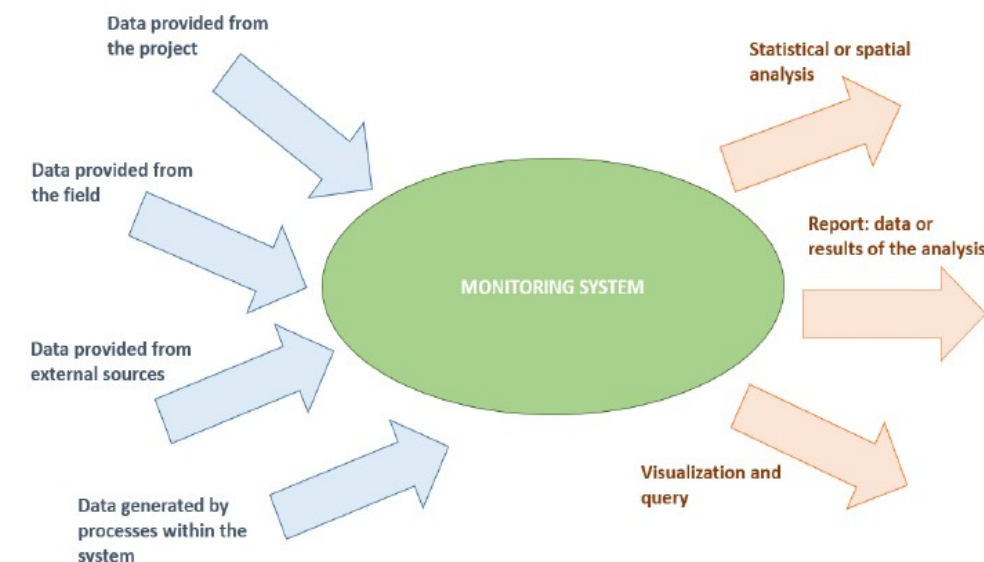 Data provided from
the project
Statistical or spatial
analysis
Data provided from
the field
Report: data or
results of the analysis
MONITORING SYSTEM
Data provided from
external sources
Visualization and
query
Data generated by
processes within the
system